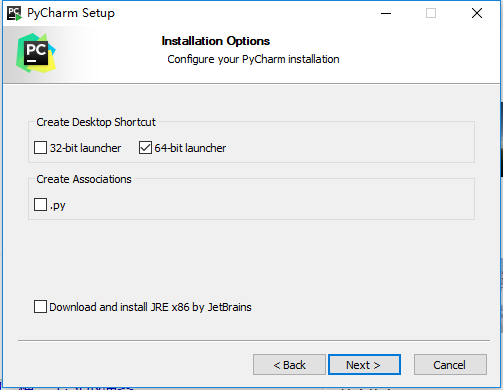 PyCharm Setup
Installation Options
Configure your PyCharm installation
Create Desktop Shortcut
32-bit launcher 64-bit launcher
Create Associations
.py
Download and install JRE x86 by JetBrains
< Back Next > Cancel